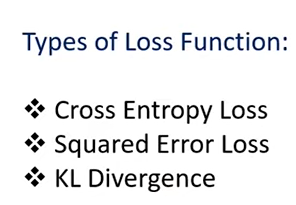 Types of Loss Function:
❖ Cross Entropy Loss
❖ Squared Error Loss
❖ KL Divergence